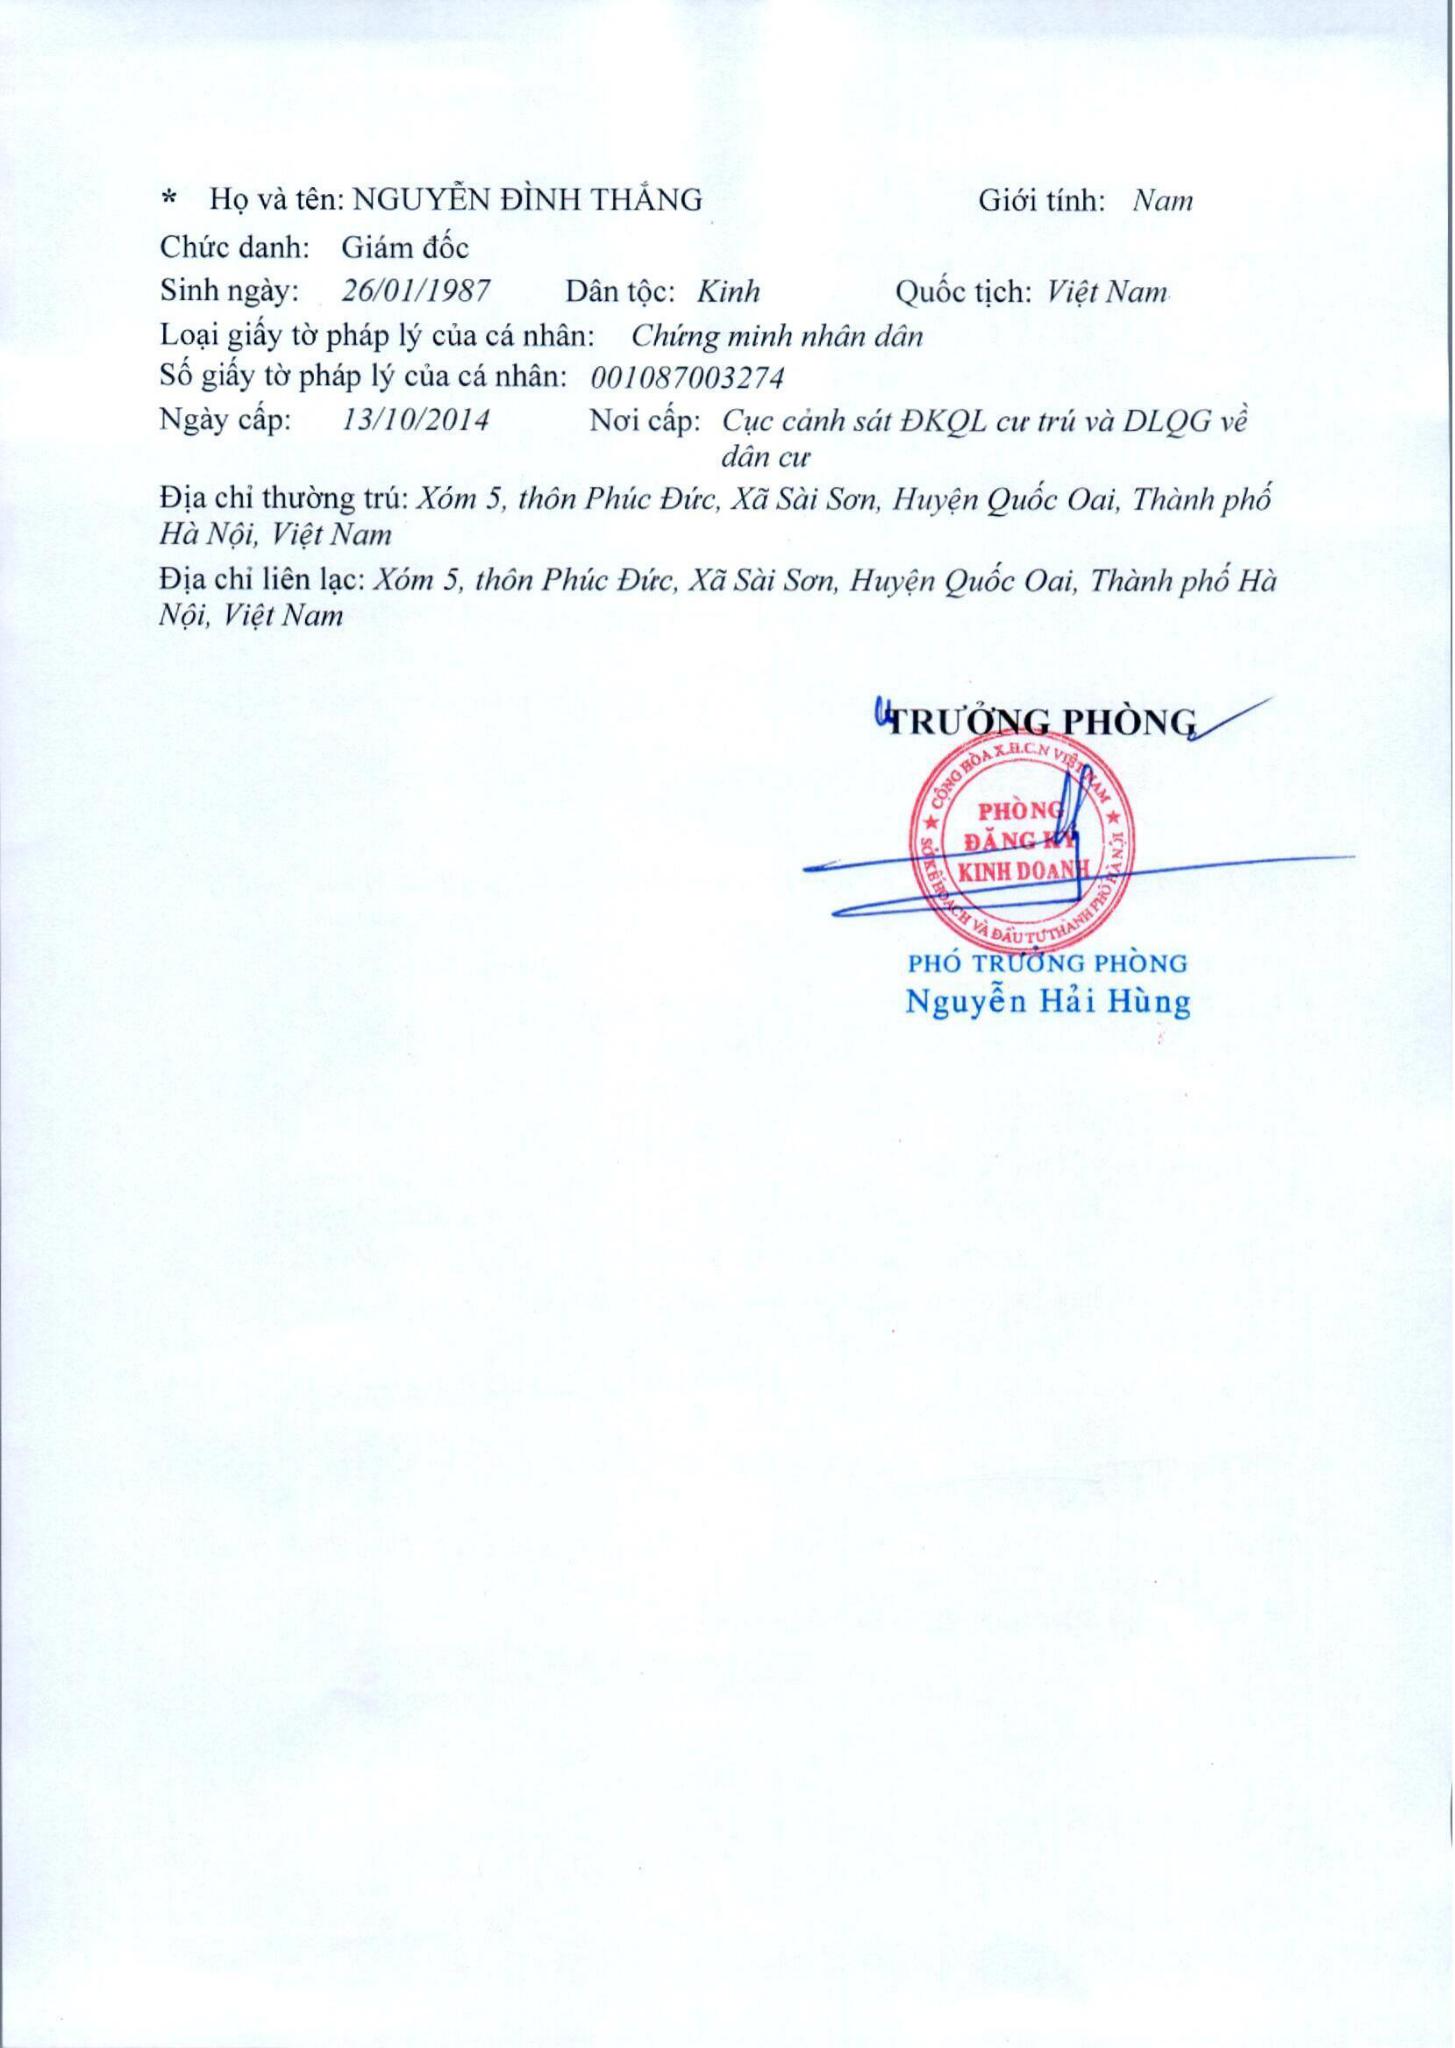 * Họ và tên: NGUYỄN ĐÌNH THẮNG Giới tính: Nam
Chức danh: Giám đốc
Sinh ngày: 26/01/1987 Dân tộc: Kinh Quốc tịch: Việt Nam
Loại giấy tờ pháp lý của cá nhân: Chứng minh nhân dân
Số giấy tờ pháp lý của cá nhân: 001087003274
Ngày cấp: 13/10/2014 Nơi cấp: Cục cảnh sát ĐKQL cư trú và DLQG về
dân cư
Địa chỉ thường trú: Xóm 5, thôn Phúc Đức, Xã Sài Sơn, Huyện Quốc Oai, Thành phố
Hà Nội, Việt Nam
Địa chỉ liên lạc: Xóm 5, thôn Phúc Đức, Xã Sài Sơn, Huyện Quốc Oai, Thành phố Hà
Nội, Việt Nam
TRƯỞNG PHÒNG
★ CỘNG HÒA X.H.C.N VIỆT NAM ★
PHÒNG
ĐĂNG KÝ
KINH DOANH
SỞ KẾ HOẠCH VÀ ĐẦU TƯ THÀNH PHỐ HÀ NỘI
PHÓ TRƯỞNG PHÒNG
Nguyễn Hải Hùng